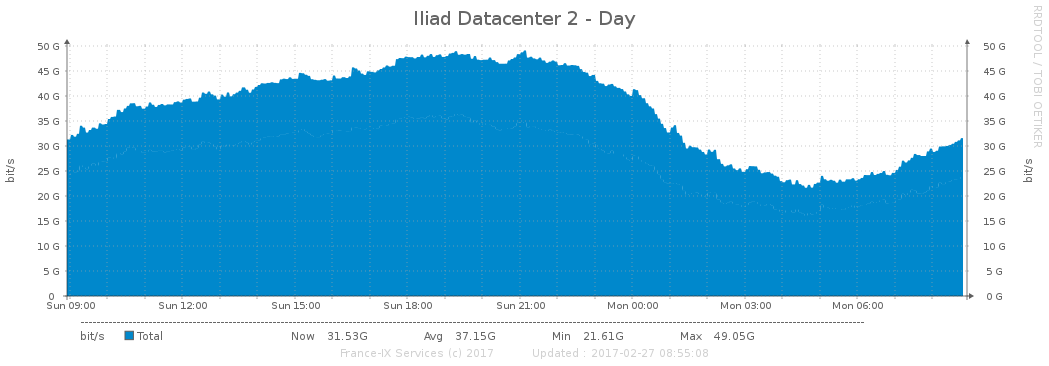 Iliad Datacenter 2 - Day
RRDTOOL / TOBI OETIKER
50 G 50 G
45 G 45 G
40 G 40 G
35 G 35 G
30 G 30 G
25 G 25 G
20 G 20 G
15 G 15 G
10 G 10 G
5 G 5 G
0 0 G
bit/s
bit/s
Sun 09:00 Sun 12:00 Sun 15:00 Sun 18:00 Sun 21:00 Mon 00:00 Mon 03:00 Mon 06:00
bit/s Total Now 31.53G Avg 37.15G Min 21.61G Max 49.05G
France-IX Services (c) 2017 Updated : 2017-02-27 08:55:08